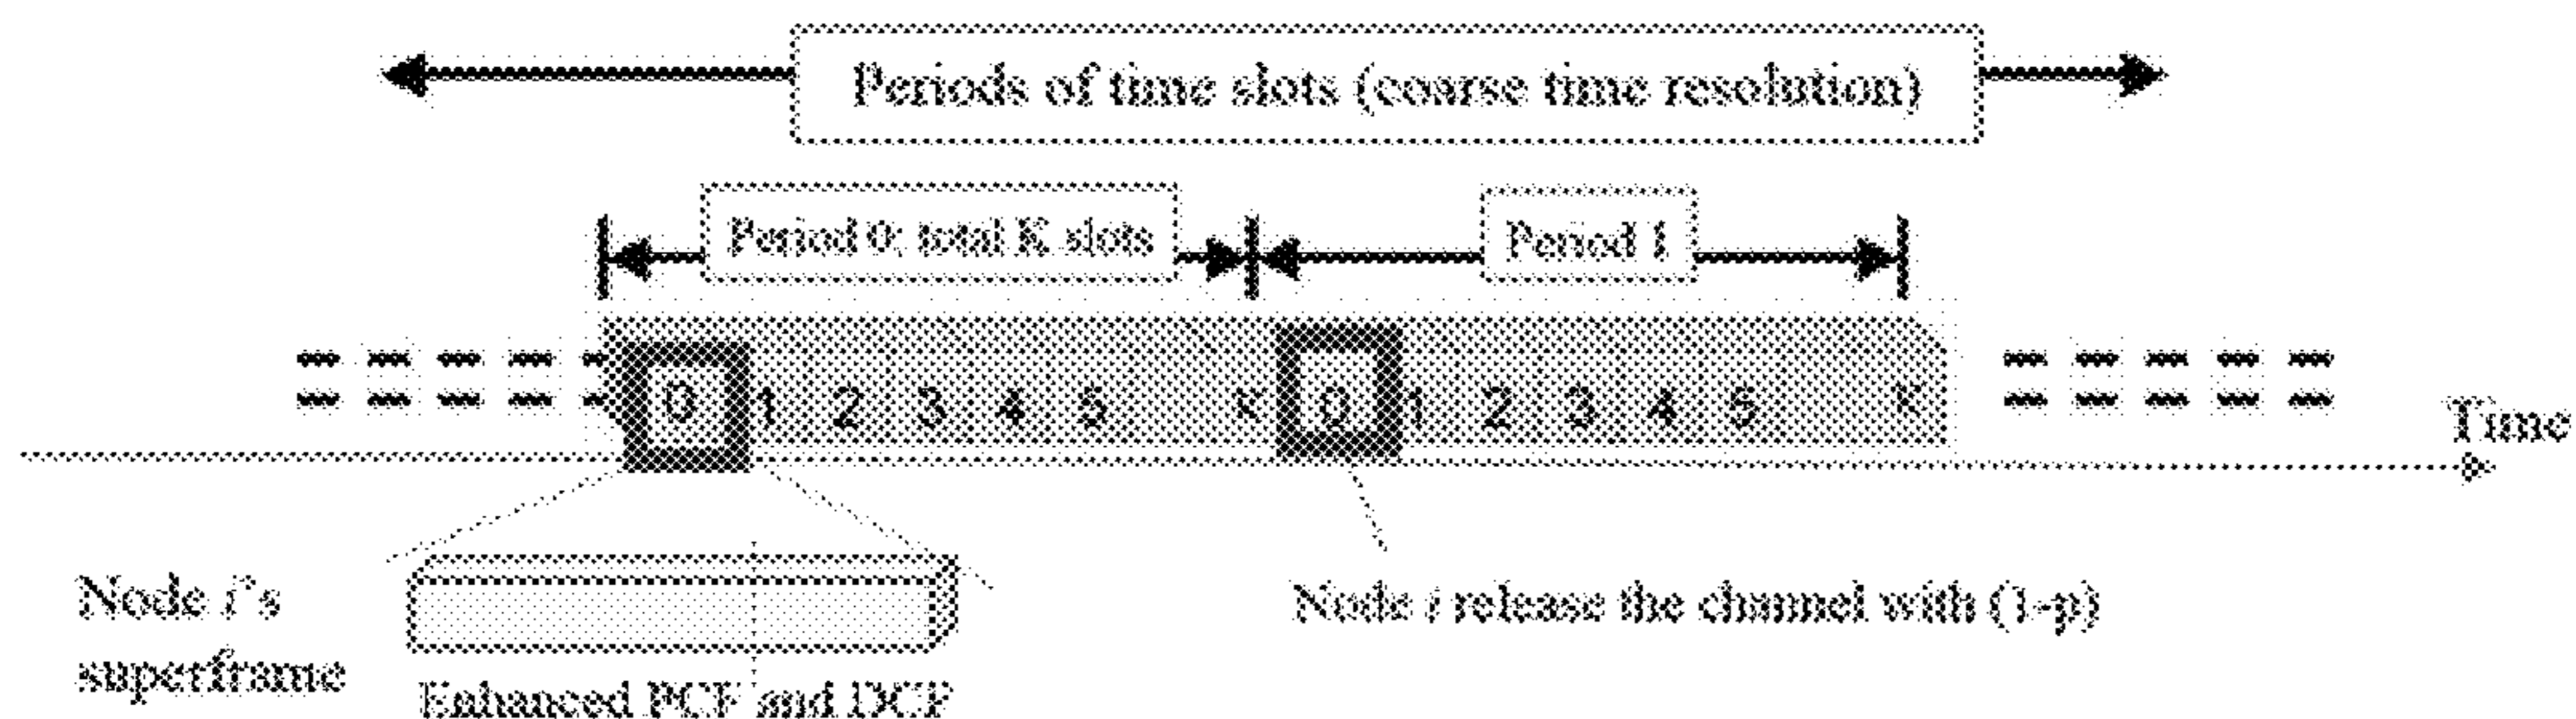 Periods of time slots (coarse time resolution)
Period 0: total K slots
Period 1
0 1 2 3 4 5 K 0 1 2 3 4 5 K
Time
Node i's
superframe
Enhanced PCF and DCF
Node i release the channel with (1-p)